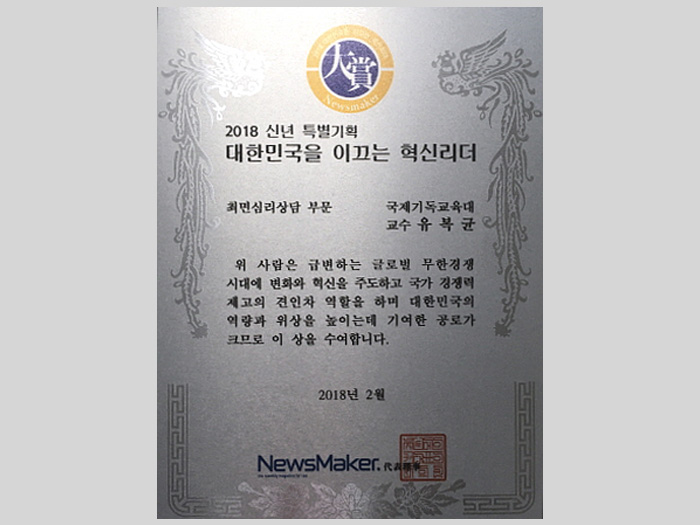 大賞
Newsmaker
2018 신년 특별기획
대한민국을 이끄는 혁신리더
최면심리상담 부문
국제기독교육대
교수 유 복 균
위 사람은 급변하는 글로벌 무한경쟁
시대에 변화와 혁신을 주도하고 국가 경쟁력
제고의 견인차 역할을 하며 대한민국의
역량과 위상을 높이는데 기여한 공로가
크므로 이 상을 수여합니다.
2018년 2월
NewsMaker. 代表理事